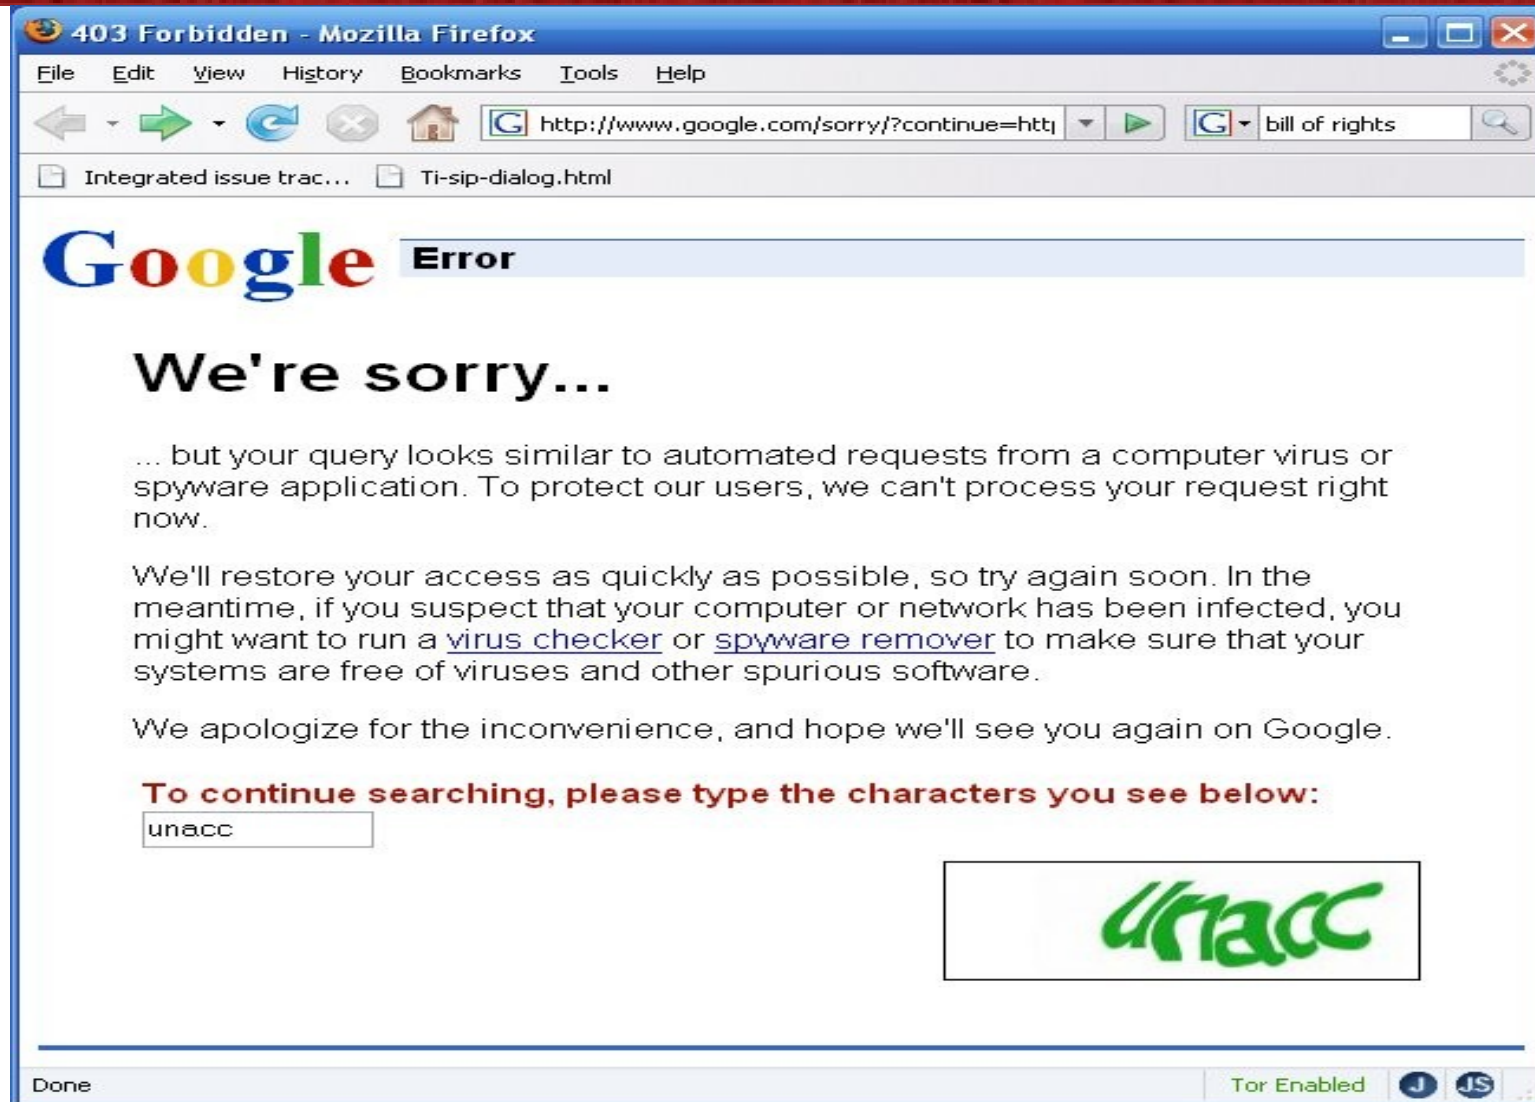 403 Forbidden - Mozilla Firefox
File Edit View History Bookmarks Tools Help
http://www.google.com/sorry/?continue=http
bill of rights
Integrated issue trac... Ti-sip-dialog.html
Google Error
We're sorry...
... but your query looks similar to automated requests from a computer virus or
spyware application. To protect our users, we can't process your request right
now.
We'll restore your access as quickly as possible, so try again soon. In the
meantime, if you suspect that your computer or network has been infected, you
might want to run a virus checker or spyware remover to make sure that your
systems are free of viruses and other spurious software.
We apologize for the inconvenience, and hope we'll see you again on Google.
To continue searching, please type the characters you see below:
unacc
unacc
Done Tor Enabled J JS